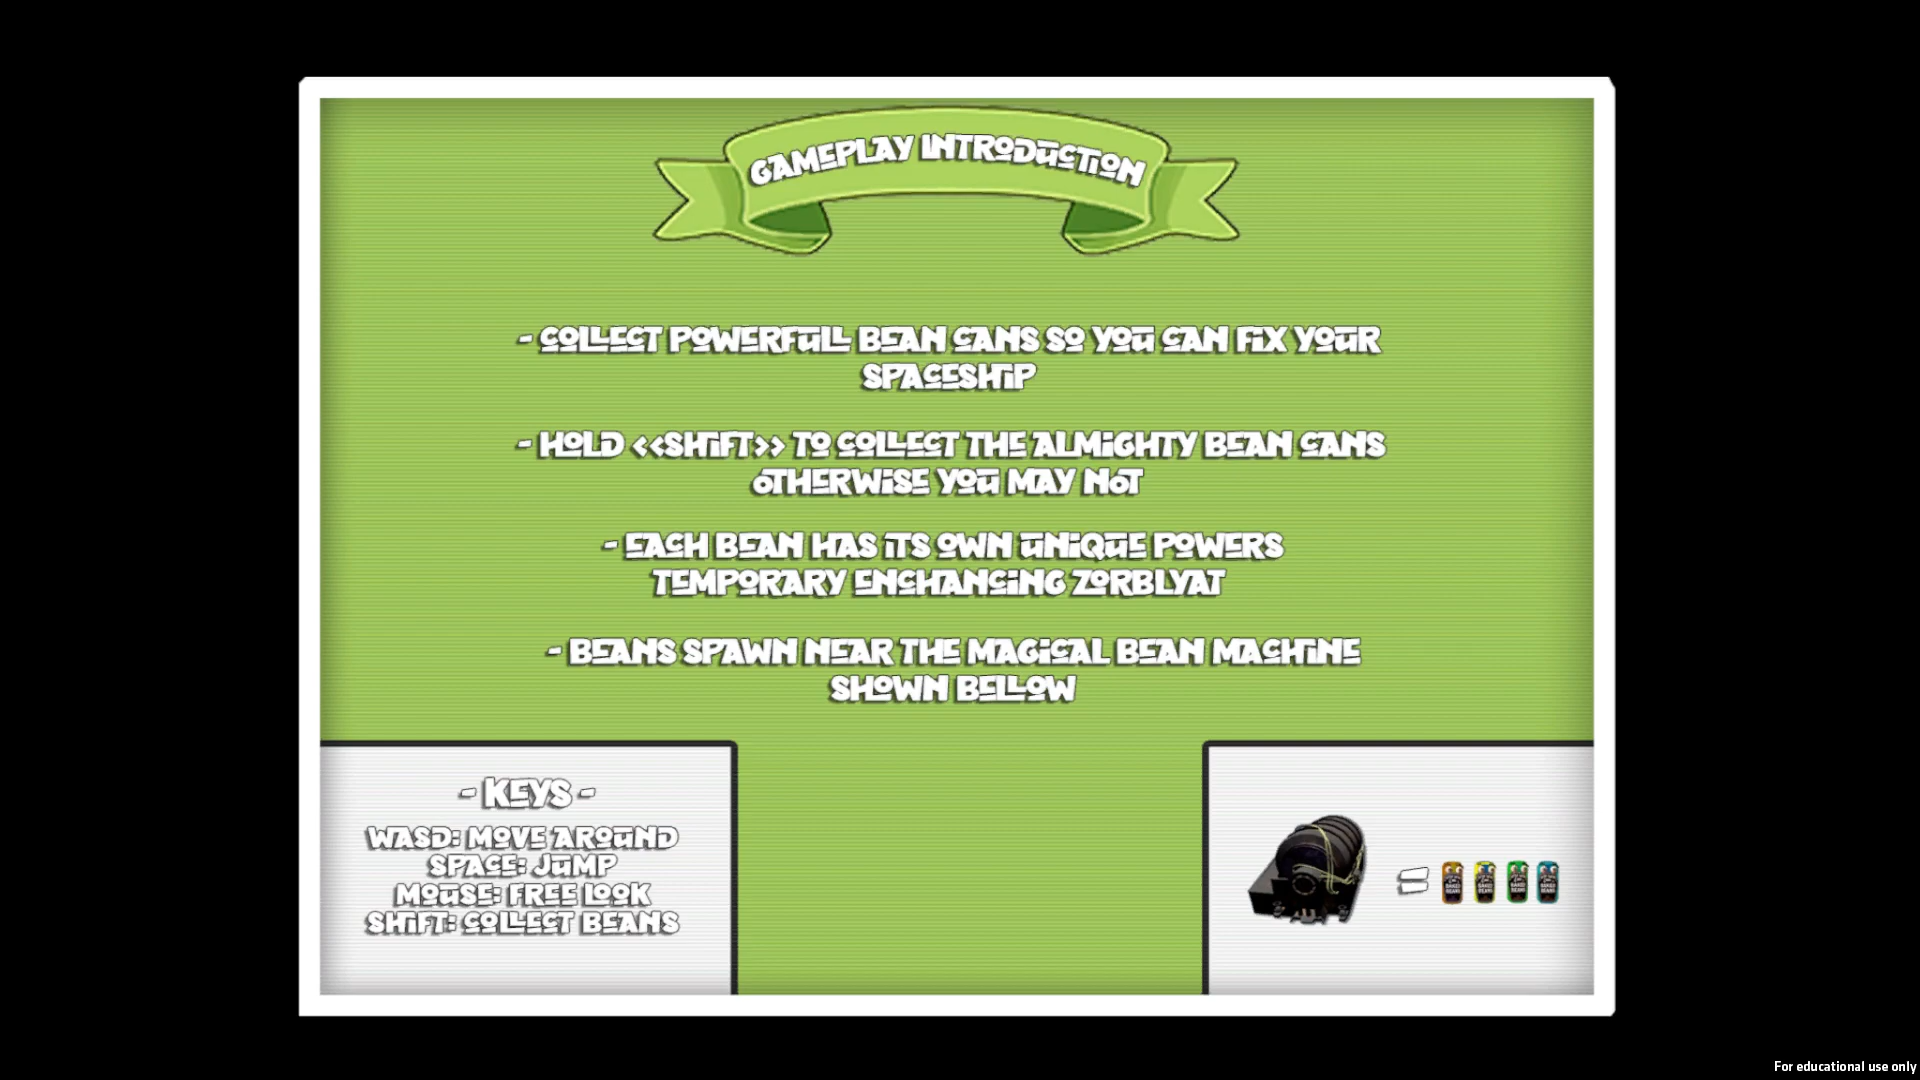 GAMEPLAY INTRODUCTION
- COLLECT POWERFULL BEAN CANS SO YOU CAN FIX YOUR
SPACESHIP
- HOLD <<SHIFT>> TO COLLECT THE ALMIGHTY BEAN CANS
OTHERWISE YOU MAY NOT
- EACH BEAN HAS ITS OWN UNIQUE POWERS
TEMPORARY ENCHANCING ZORBLYAT
- BEANS SPAWN NEAR THE MAGICAL BEAN MACHINE
SHOWN BELLOW
- KEYS -
WASD: MOVE AROUND
SPACE: JUMP
MOUSE: FREE LOOK
SHIFT: COLLECT BEANS
=
For educational use only